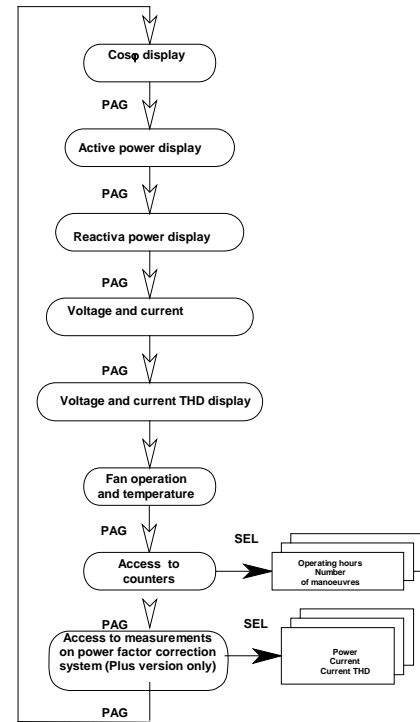 Cosφ display
PAG
Active power display
PAG
Reactiva power display
PAG
Voltage and current
PAG
Voltage and current THD display
Fan operation
and temperature
PAG
Access to
counters
SEL
Operating hours
Number
of manoeuvres
PAG
Access to measurements
on power factor correction
system (Plus version only)
SEL
Power
Current
Current THD
PAG